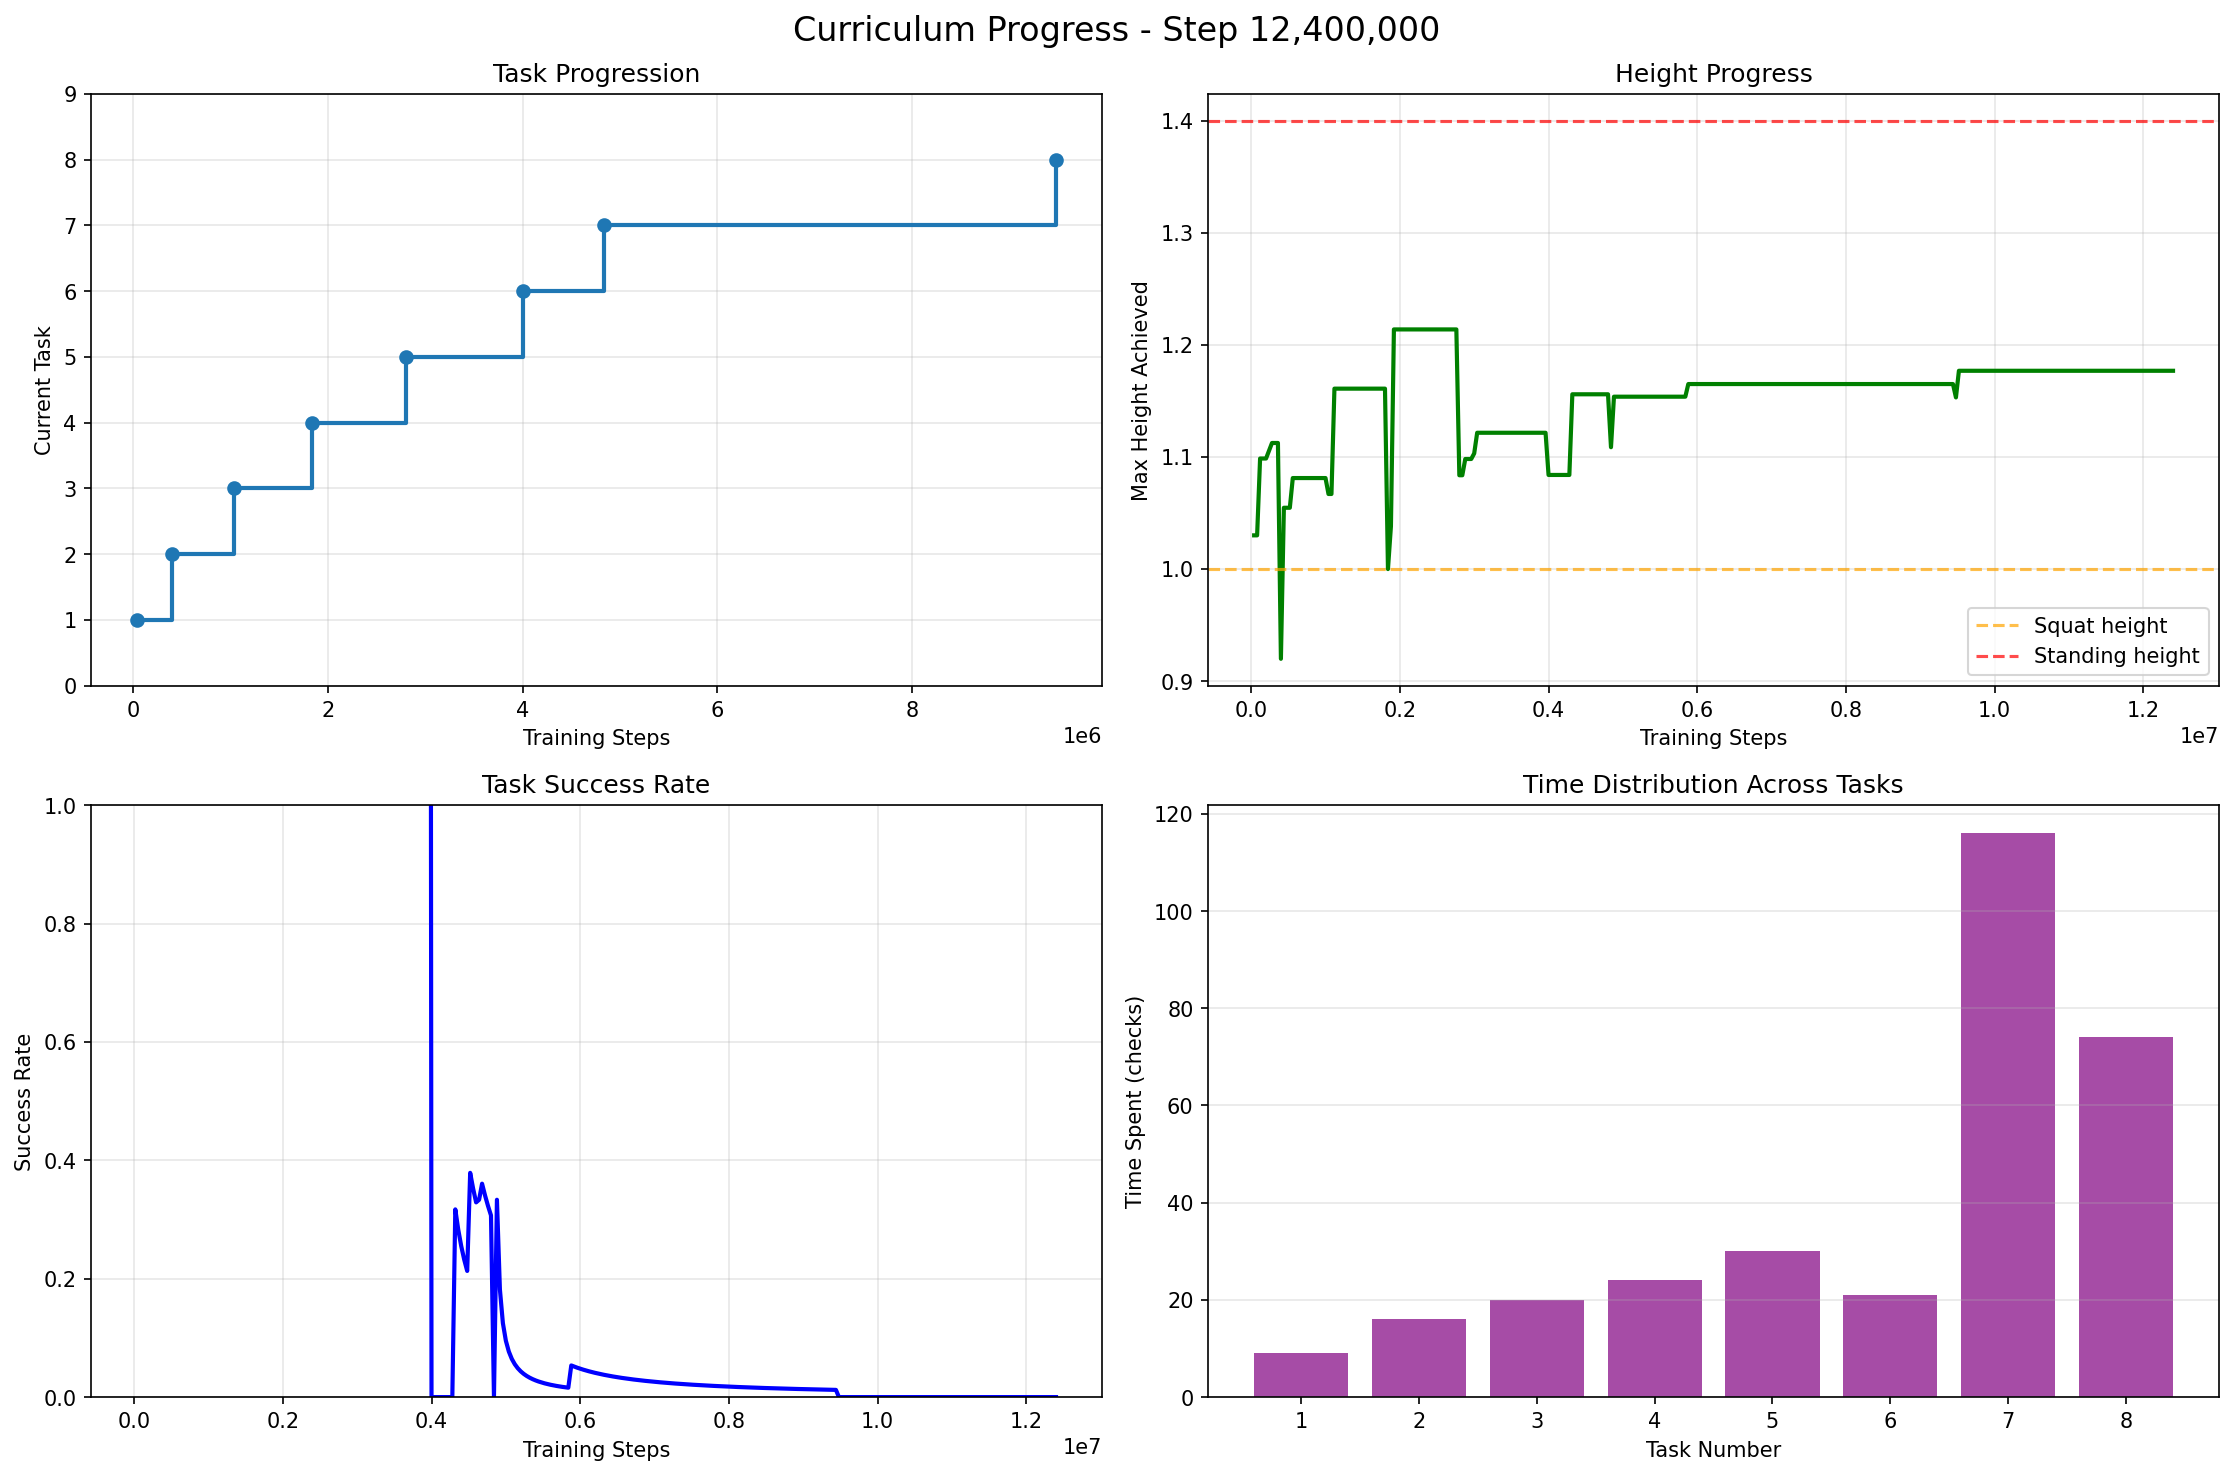 Curriculum Progress - Step 12,400,000
Task Progression
Current Task
9
8
7
6
5
4
3
2
1
0
0 2 4 6 8
1e6
Training Steps
Height Progress
Max Height Achieved
1.4
1.3
1.2
1.1
1.0
0.9
Squat height
Standing height
0.0 0.2 0.4 0.6 0.8 1.0 1.2
1e7
Training Steps
Task Success Rate
Success Rate
1.0
0.8
0.6
0.4
0.2
0.0
0.0 0.2 0.4 0.6 0.8 1.0 1.2
1e7
Training Steps
Time Distribution Across Tasks
Time Spent (checks)
120
100
80
60
40
20
0
1 2 3 4 5 6 7 8
Task Number